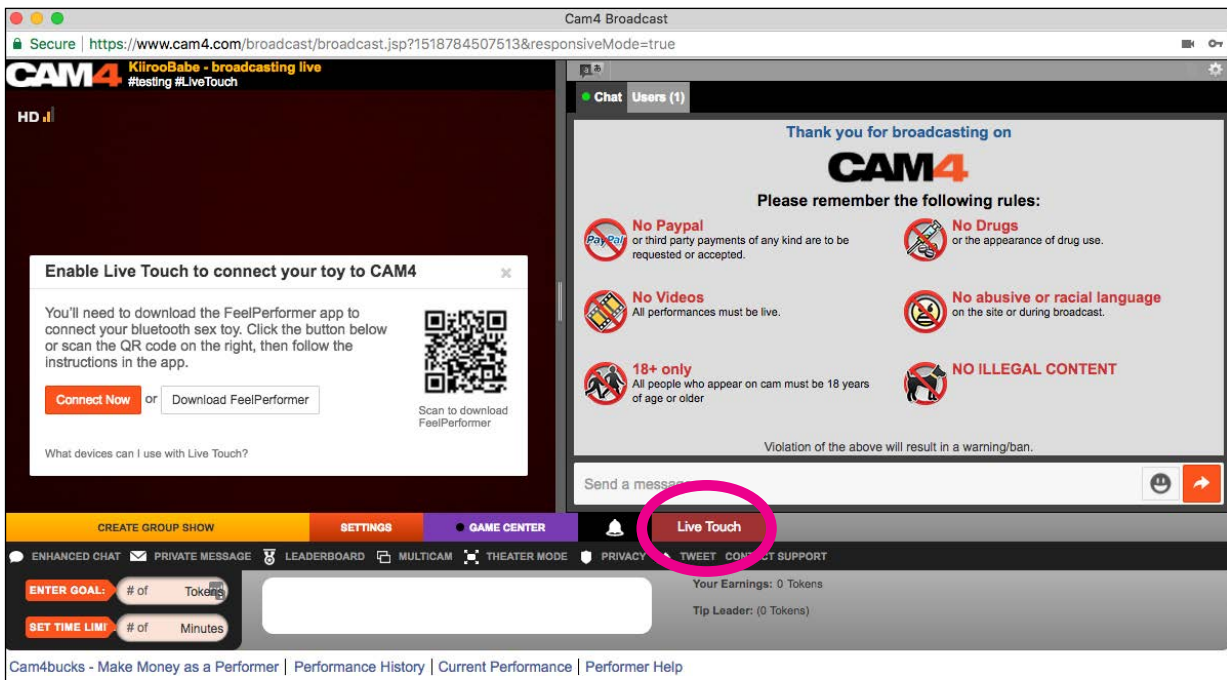 Cam4 Broadcast
Secure | https://www.cam4.com/broadcast/broadcast.jsp?1518784507513&responsiveMode=true
CAM4
KiirooBabe - broadcasting live
#testing #LiveTouch
HD
Enable Live Touch to connect your toy to CAM4
You'll need to download the FeelPerformer app to
connect your bluetooth sex toy. Click the button below
or scan the QR code on the right, then follow the
instructions in the app.
Connect Now or Download FeelPerformer
Scan to download
FeelPerformer
What devices can I use with Live Touch?
Chat Users (1)
Thank you for broadcasting on
CAM4
Please remember the following rules:
PayPal
No Paypal
or third party payments of any kind are to be
requested or accepted.
No Drugs
or the appearance of drug use.
No Videos
All performances must be live.
No abusive or racial language
on the site or during broadcast.
18+ only
All people who appear on cam must be 18 years
of age or older
NO ILLEGAL CONTENT
Violation of the above will result in a warning/ban.
Send a message
CREATE GROUP SHOW SETTINGS GAME CENTER Live Touch
ENHANCED CHAT PRIVATE MESSAGE LEADERBOARD MULTICAM THEATER MODE PRIVACY TWEET CONTACT SUPPORT
ENTER GOAL: # of Tokens
SET TIME LIMI # of Minutes
Your Earnings: 0 Tokens
Tip Leader: (0 Tokens)
Cam4bucks - Make Money as a Performer | Performance History | Current Performance | Performer Help